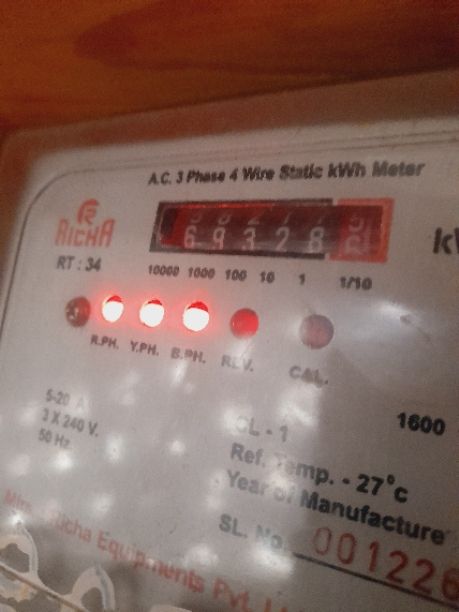 A.C. 3 Phase 4 Wire Static kWh Meter
RICHA
69328
RT : 34
10000 1000 100 10 1 1/10
R.PH. Y.PH. B.PH. REV. CAL.
5-20 A
3 X 240 V.
50 Hz
1600
CL - 1
Ref. Temp. - 27°c
Year of Manufacture
SL. No. 001226
Richa Equipments Pvt.